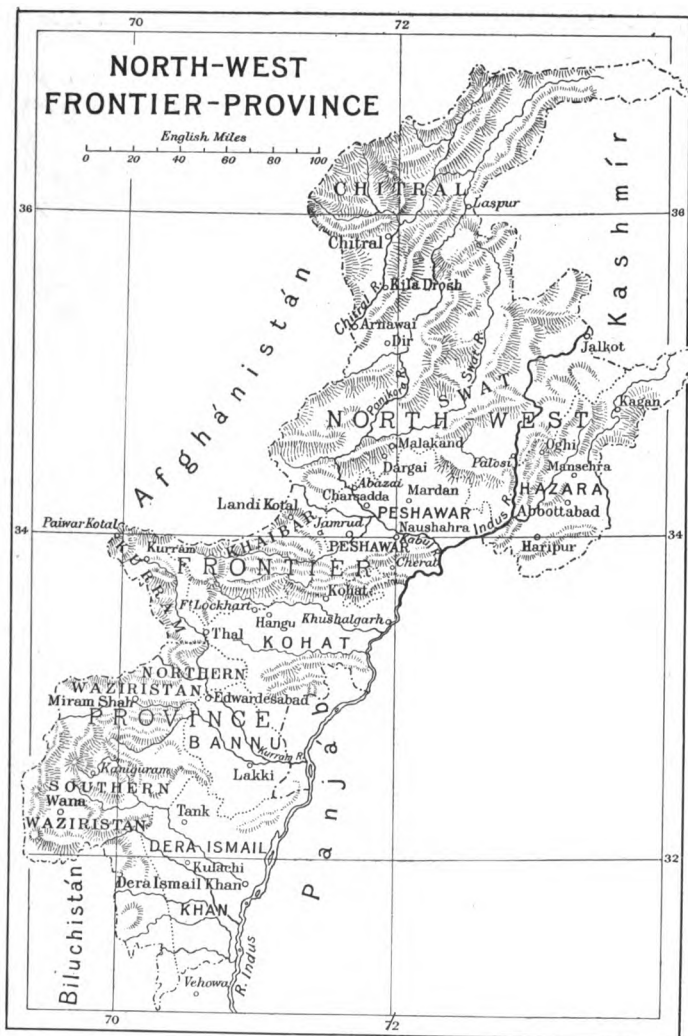 70
72
NORTH-WEST
FRONTIER-PROVINCE
English Miles
0 20 40 60 80 100
Kashmír
CHITRAL
36
Laspur
36
Chitral
Chitral R.
Kila Drosh
Arnawai
Dir
Jalkot
Afghánistán
Panjkora R.
Swat R.
SWAT
Kagan
NORTH WEST
Malakand
Oghi
Dargai
Palosi
Mansehra
Abazai
HAZARA
Charsadda
Mardan
Landi Kotal
Indus R.
Abbottabad
PESHAWAR
Jamrud
Naushahra
Paiwar Kotal
34
34
KHAIBAR
PESHAWAR
Kabul
Haripur
Kurram
FRONTIER
Cherat
KURRAM
Kohat
Ft Lockhart
Hangu
Khushalgarh
Thal
KOHAT
NORTHERN
WAZIRISTAN
Miram Shah
Edwardesabad
PROVINCE
BANNU
Kurram R.
Lakki
Kaniguram
SOUTHERN
Wana
Tank
WAZIRISTAN
Panjáb
DERA ISMAIL
32
Kulachi
Dera Ismail Khan
KHAN
Biluchistán
R. Indus
Vehowa
70
72